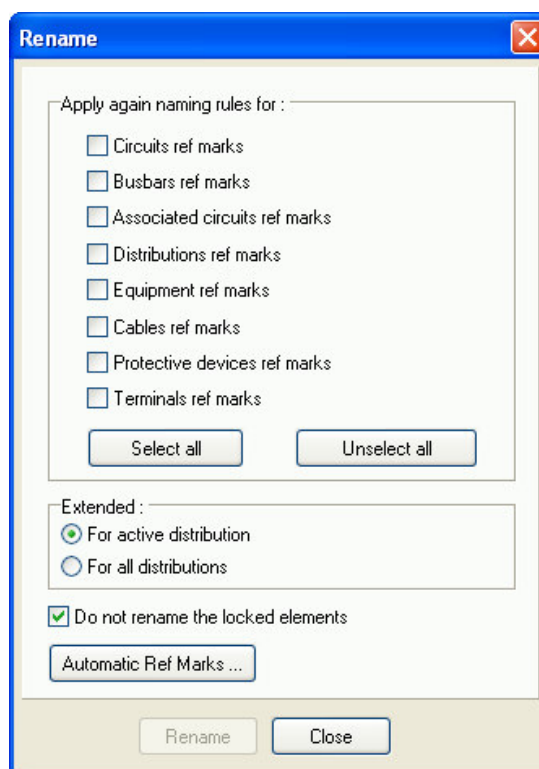 Rename
Apply again naming rules for :
Circuits ref marks
Busbars ref marks
Associated circuits ref marks
Distributions ref marks
Equipment ref marks
Cables ref marks
Protective devices ref marks
Terminals ref marks
Select all
Unselect all
Extended :
For active distribution
For all distributions
Do not rename the locked elements
Automatic Ref Marks ...
Rename
Close